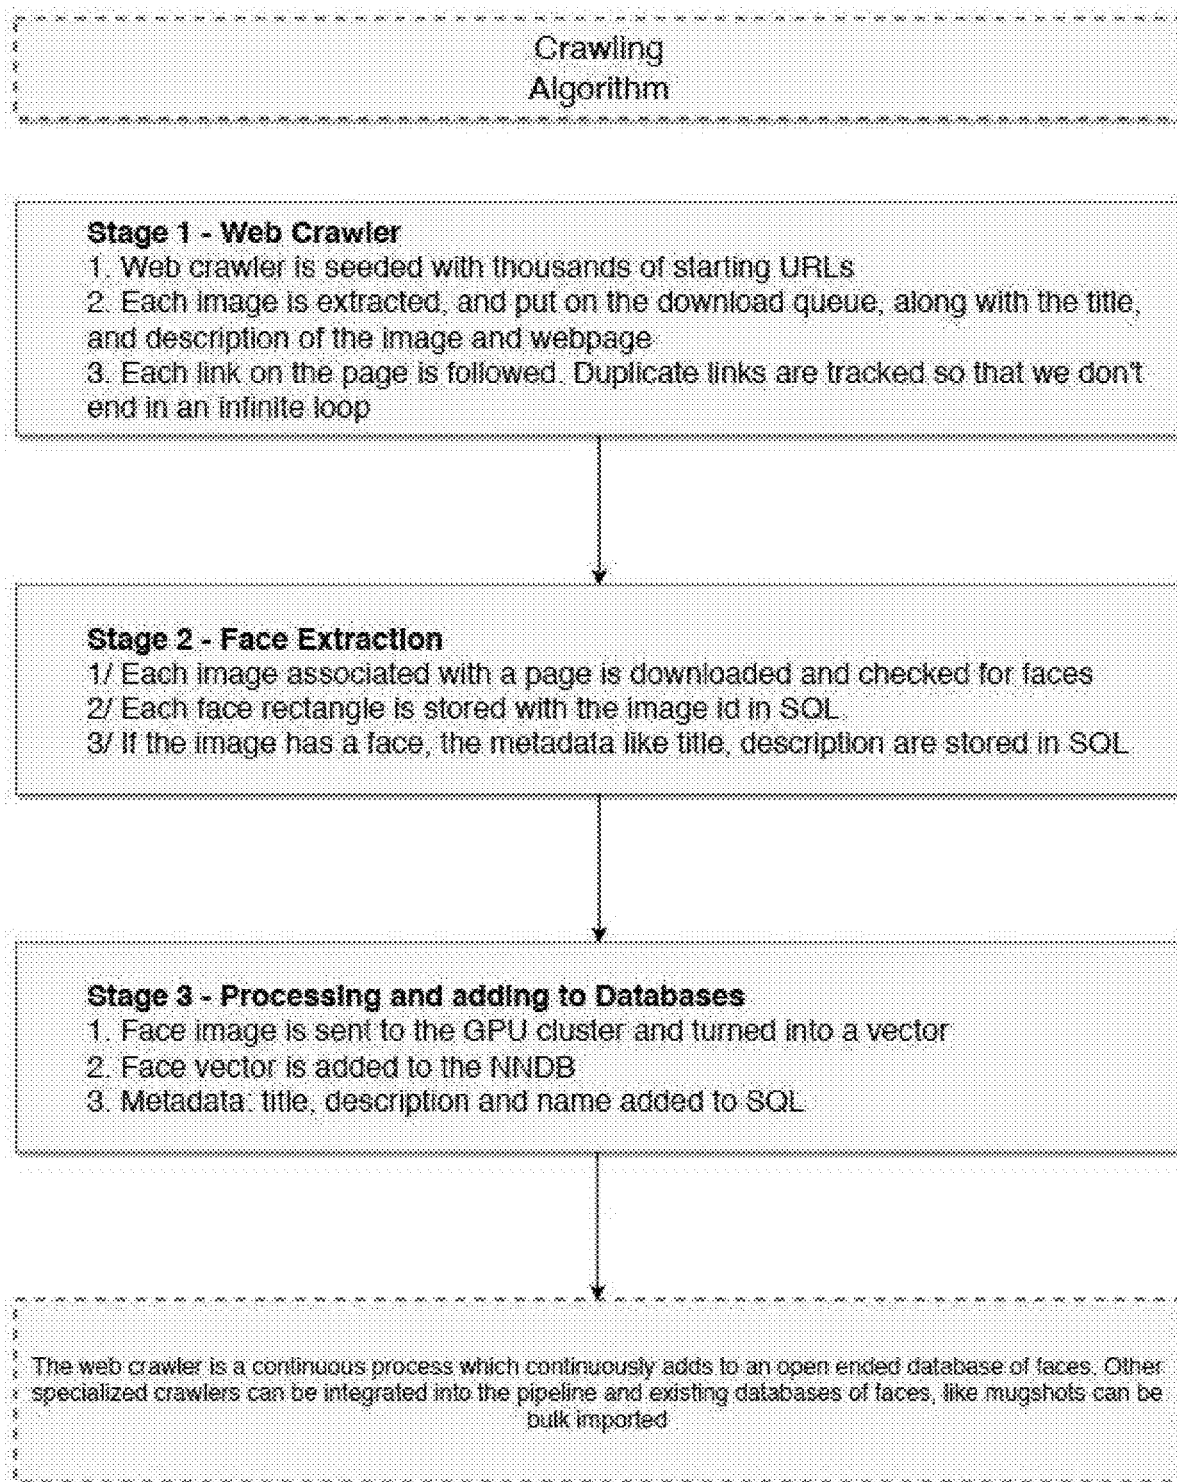 Crawling
Algorithm
Stage 1 - Web Crawler
1. Web crawler is seeded with thousands of starting URLs
2. Each image is extracted, and put on the download queue, along with the title,
and description of the image and webpage
3. Each link on the page is followed. Duplicate links are tracked so that we don't
end in an infinite loop
Stage 2 - Face Extraction
1/ Each image associated with a page is downloaded and checked for faces
2/ Each face rectangle is stored with the image id in SQL
3/ If the image has a face, the metadata like title, description are stored in SQL
Stage 3 - Processing and adding to Databases
1. Face image is sent to the GPU cluster and turned into a vector
2. Face vector is added to the NNDB
3. Metadata: title, description and name added to SQL
The web crawler is a continuous process which continuously adds to an open ended database of faces. Other
specialized crawlers can be integrated into the pipeline and existing databases of faces, like mugshots can be
bulk imported